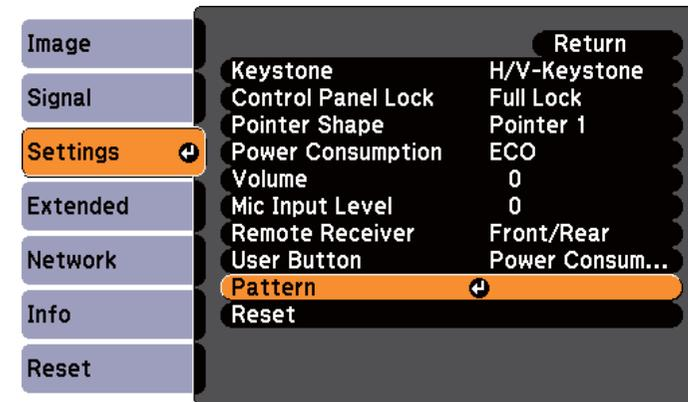 Image
Signal
Settings
Extended
Network
Info
Reset
Return
Keystone H/V-Keystone
Control Panel Lock Full Lock
Pointer Shape Pointer 1
Power Consumption ECO
Volume 0
Mic Input Level 0
Remote Receiver Front/Rear
User Button Power Consum...
Pattern
Reset